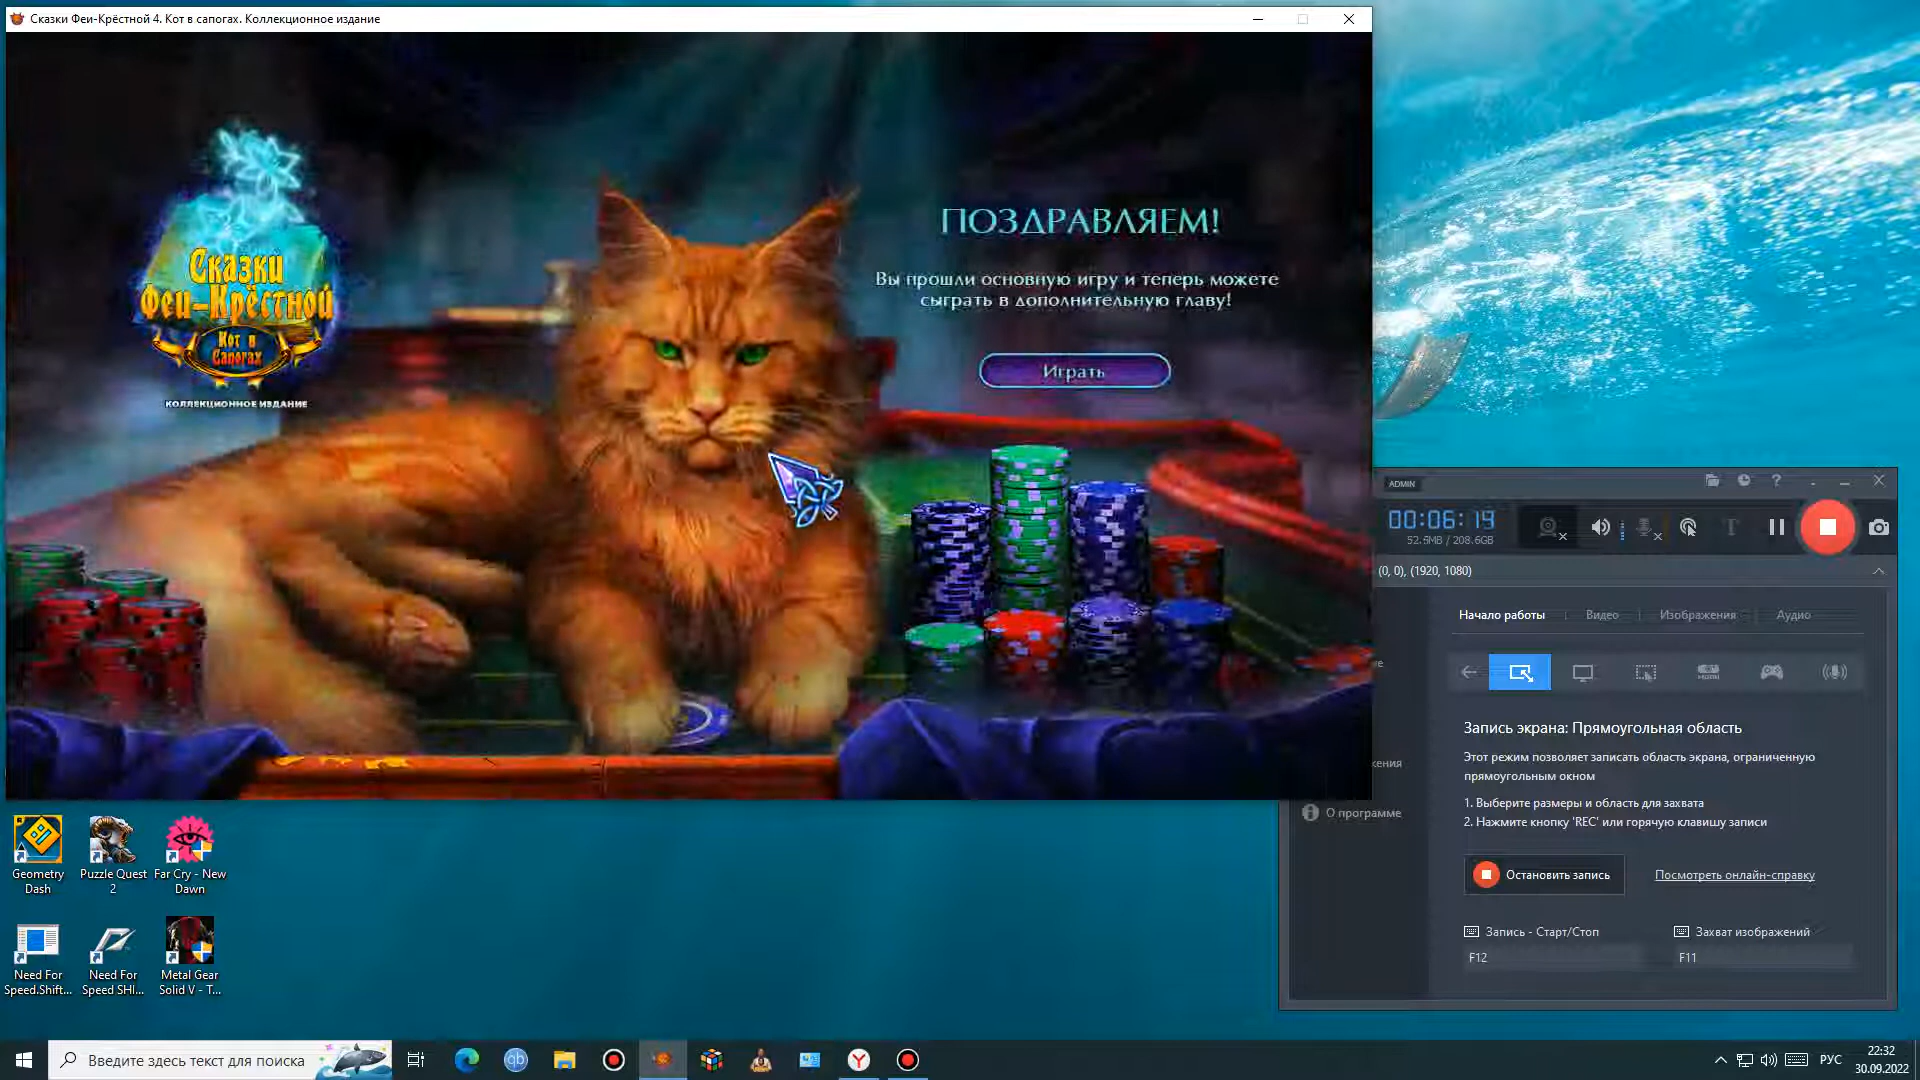 Сказки Феи-Крёстной 4. Кот в сапогах. Коллекционное издание
Сказки
Феи-Крёстной
Кот в
Сапогах
КОЛЛЕКЦИОННОЕ ИЗДАНИЕ
ПОЗДРАВЛЯЕМ!
Вы прошли основную игру и теперь можете
сыграть в дополнительную главу!
Играть
ADMIN
00:06:19
52.6MB / 208.6GB
(0, 0), (1920, 1080)
Начало работы
Видео
Изображения
Аудио
Запись экрана: Прямоугольная область
Этот режим позволяет записать область экрана, ограниченную
прямоугольным окном
1. Выберите размеры и область для захвата
2. Нажмите кнопку 'REC' или горячую клавишу записи
О программе
Остановить запись
Посмотреть онлайн-справку
Запись - Старт/Стоп
Захват изображений
F12
F11
Geometry
Dash
Puzzle Quest
2
Far Cry - New
Dawn
Need For
Speed.Shift...
Need For
Speed SHI...
Metal Gear
Solid V - T...
Введите здесь текст для поиска
РУС
22:32
30.09.2022